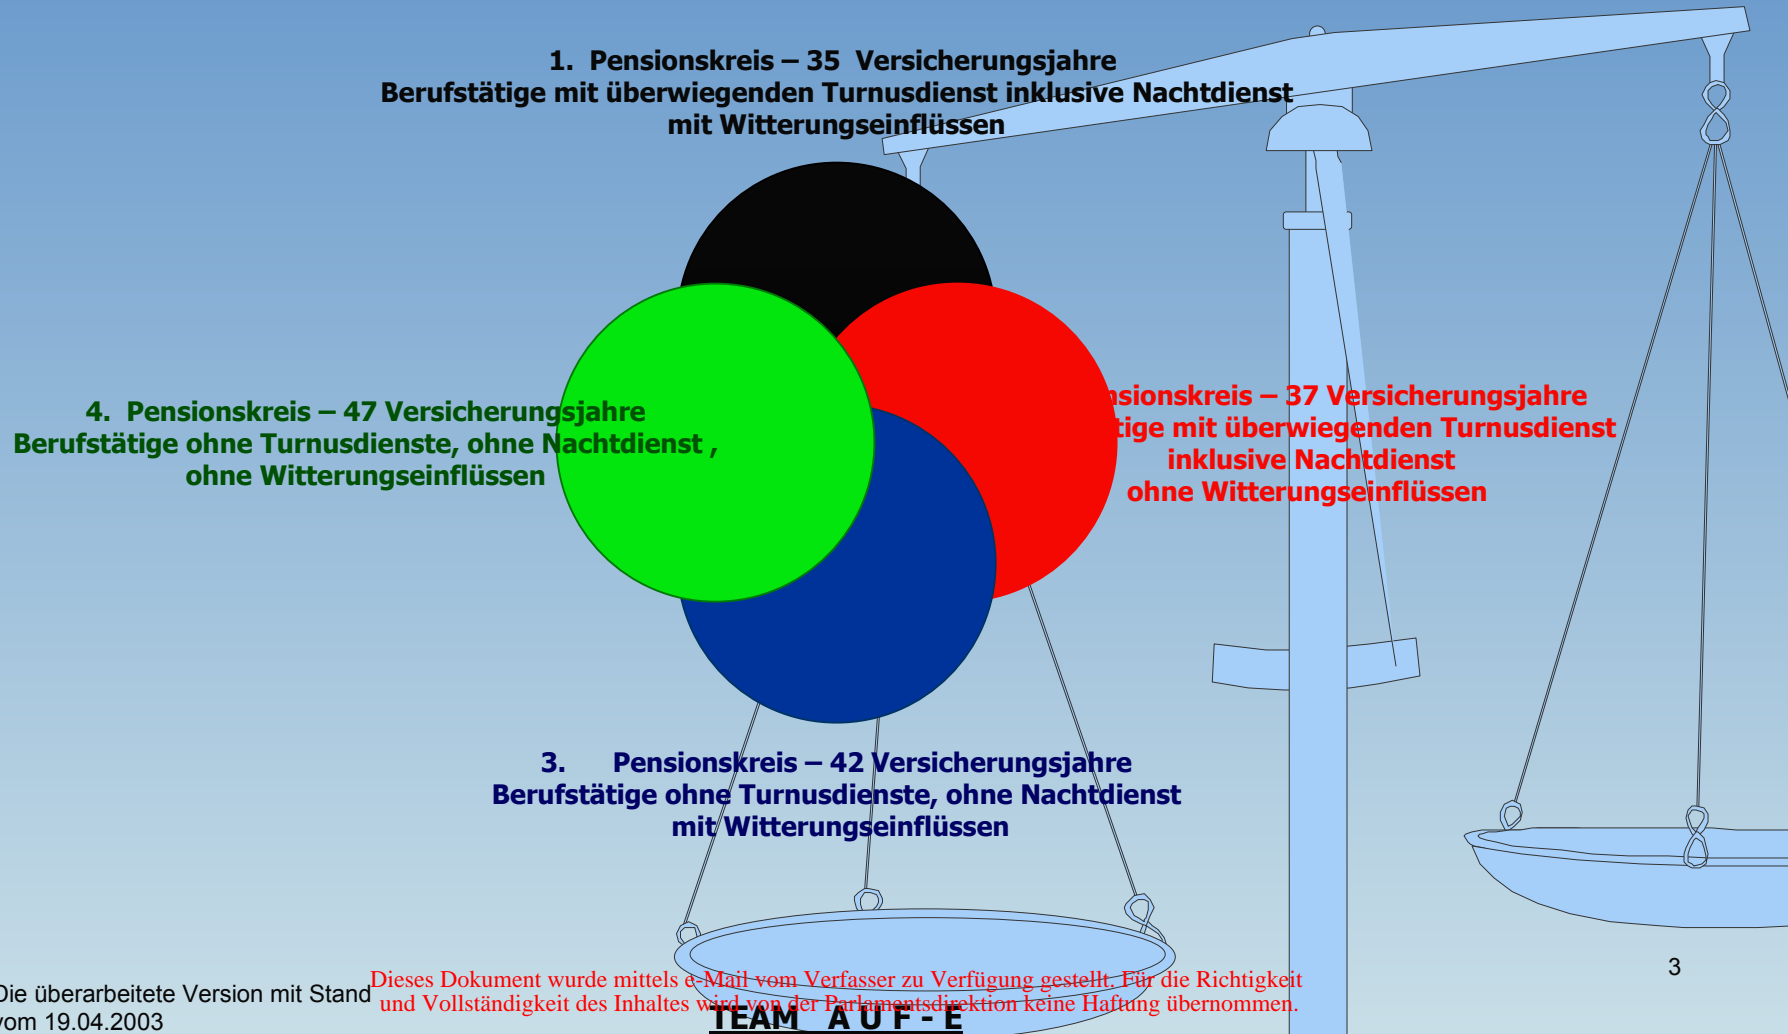 1. Pensionskreis – 35 Versicherungsjahre
Berufstätige mit überwiegenden Turnusdienst inklusive Nachtdienst
mit Witterungseinflüssen
nsionskreis – 37 Versicherungsjahre
tige mit überwiegenden Turnusdienst
inklusive Nachtdienst
ohne Witterungseinflüssen
4. Pensionskreis – 47 Versicherungsjahre
Berufstätige ohne Turnusdienste, ohne Nachtdienst ,
ohne Witterungseinflüssen
3. Pensionskreis – 42 Versicherungsjahre
Berufstätige ohne Turnusdienste, ohne Nachtdienst
mit Witterungseinflüssen
3
Die überarbeitete Version mit Stand
vom 19.04.2003
Dieses Dokument wurde mittels e-Mail vom Verfasser zu Verfügung gestellt. Für die Richtigkeit
und Vollständigkeit des Inhaltes wird von der Parlamentsdirektion keine Haftung übernommen.
TEAM A U F - E